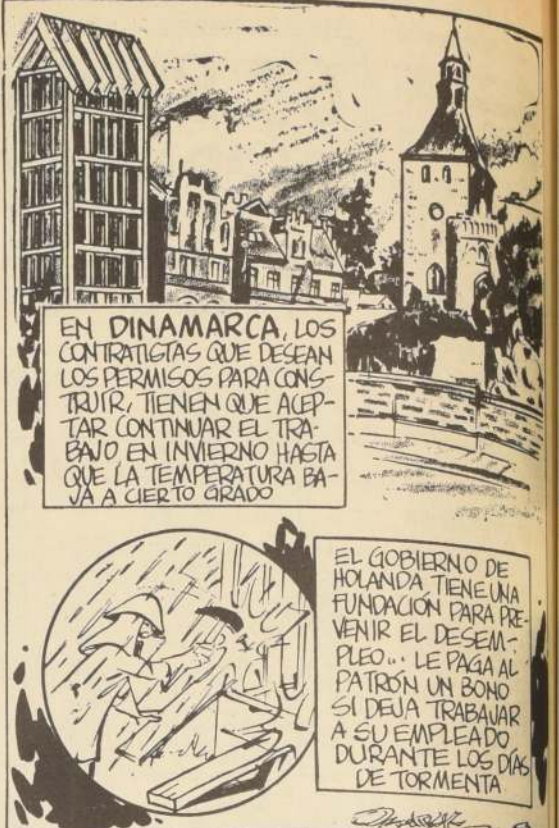 EN DINAMARCA, LOS
CONTRATISTAS QUE DESEAN
LOS PERMISOS PARA CONS-
TRUIR, TIENEN QUE ACEP-
TAR CONTINUAR EL TRA-
BAJO EN INVIERNO HASTA
QUE LA TEMPERATURA BA-
JA A CIERTO GRADO
EL GOBIERNO DE
HOLANDA TIENE UNA
FUNDACIÓN PARA PRE-
VENIR EL DESEM-
PLEO... LE PAGA AL
PATRÓN UN BONO
SI DEJA TRABAJAR
A SU EMPLEADO
DURANTE LOS DÍAS
DE TORMENTA